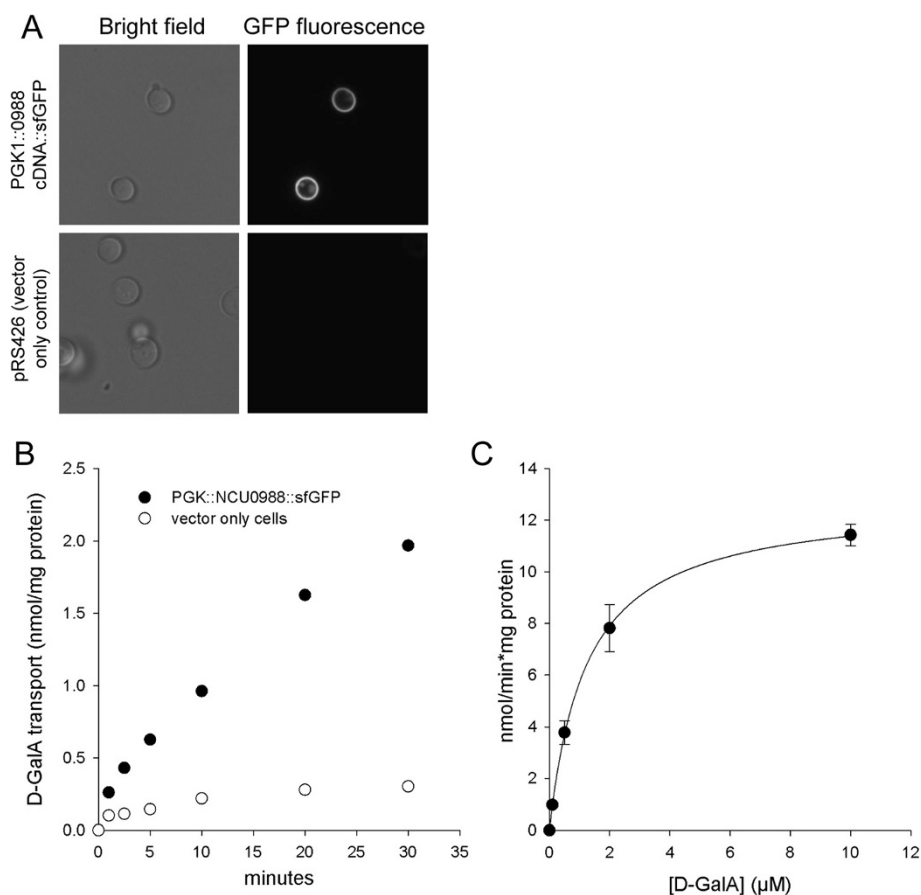 A
Bright field GFP fluorescence
PGK1::0988
cDNA::sfGFP
pRS426 (vector
only control)
B
2.5
2.0
1.5
1.0
0.5
0.0
D-GalA transport (nmol/mg protein)
PGK::NCU0988::sfGFP
vector only cells
0 5 10 15 20 25 30 35
minutes
C
14
12
10
8
6
4
2
0
nmol/min*mg protein
0 2 4 6 8 10 12
[D-GalA] (µM)